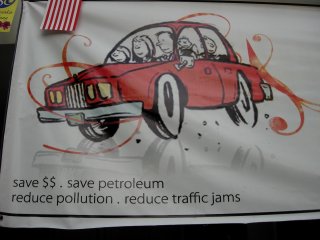 save $$ . save petroleum
reduce pollution . reduce traffic jams